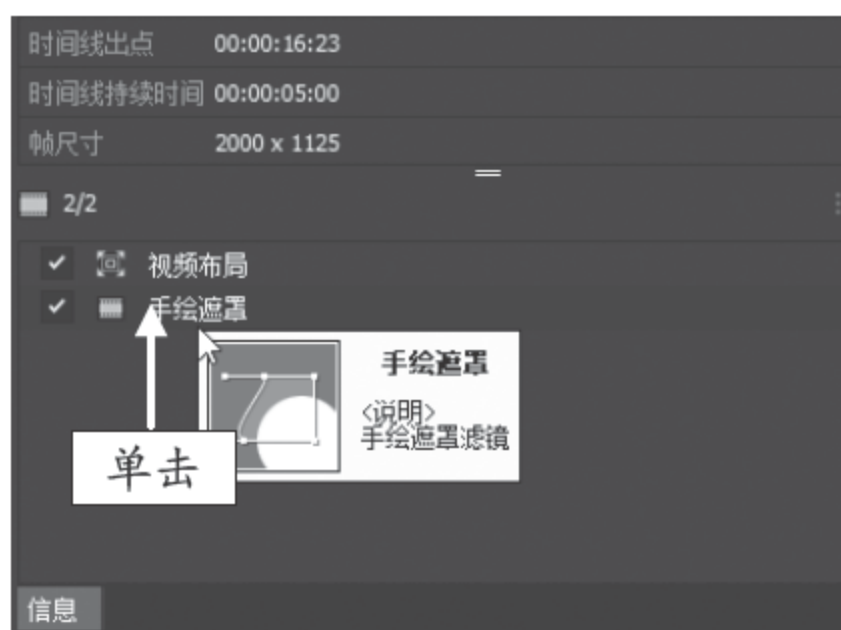 时间线出点 00:00:16:23
时间线持续时间 00:00:05:00
帧尺寸 2000 x 1125
2/2
视频布局
手绘遮罩
手绘遮罩
<说明>
手绘遮罩滤镜
单击
信息